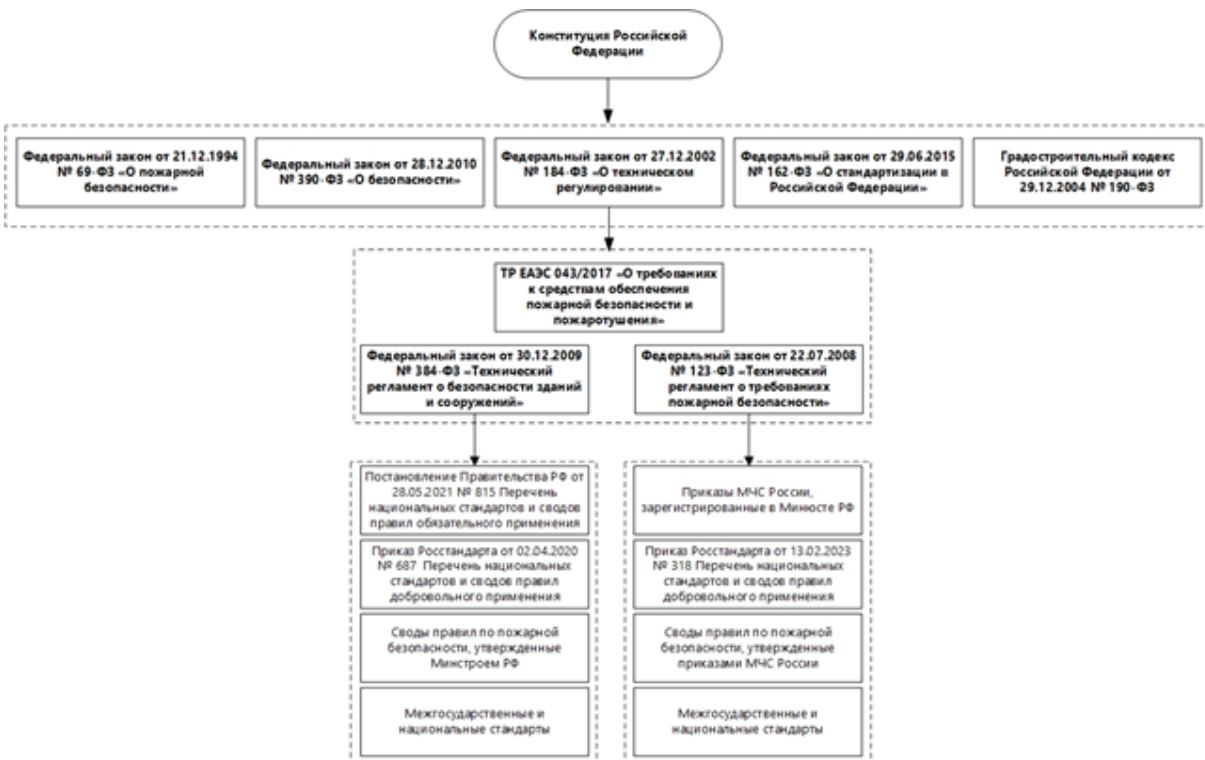 Конституция Российской
Федерации
Федеральный закон от 21.12.1994
№ 69-ФЗ «О пожарной
безопасности»
Федеральный закон от 28.12.2010
№ 390-ФЗ «О безопасности»
Федеральный закон от 27.12.2002
№ 184-ФЗ «О техническом
регулировании»
Федеральный закон от 29.06.2015
№ 162-ФЗ «О стандартизации в
Российской Федерации»
Градостроительный кодекс
Российской Федерации от
29.12.2004 № 190-ФЗ
ТР ЕАЭС 043/2017 «О требованиях
к средствам обеспечения
пожарной безопасности и
пожаротушения»
Федеральный закон от 30.12.2009
№ 384-ФЗ «Технический
регламент о безопасности зданий
и сооружений»
Федеральный закон от 22.07.2008
№ 123-ФЗ «Технический
регламент о требованиях
пожарной безопасности»
Постановление Правительства РФ от
28.05.2021 № 815 Перечень
национальных стандартов и сводов
правил обязательного применения
Приказ Росстандарта от 02.04.2020
№ 687 Перечень национальных
стандартов и сводов правил
добровольного применения
Своды правил по пожарной
безопасности, утвержденные
Минстроем РФ
Межгосударственные и
национальные стандарты
Приказы МЧС России,
зарегистрированные в Минюсте РФ
Приказ Росстандарта от 13.02.2023
№ 318 Перечень национальных
стандартов и сводов правил
добровольного применения
Своды правил по пожарной
безопасности, утвержденные
приказами МЧС России
Межгосударственные и
национальные стандарты